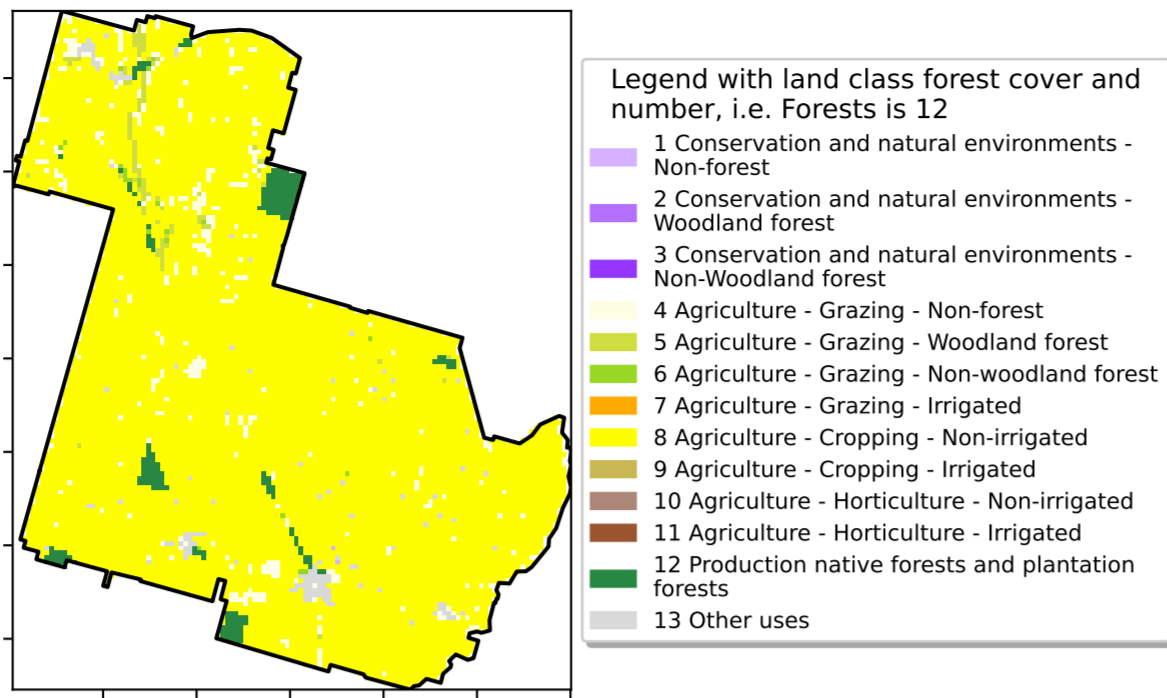 Legend with land class forest cover and
number, i.e. Forests is 12
1 Conservation and natural environments -
Non-forest
2 Conservation and natural environments -
Woodland forest
3 Conservation and natural environments -
Non-Woodland forest
4 Agriculture - Grazing - Non-forest
5 Agriculture - Grazing - Woodland forest
6 Agriculture - Grazing - Non-woodland forest
7 Agriculture - Grazing - Irrigated
8 Agriculture - Cropping - Non-irrigated
9 Agriculture - Cropping - Irrigated
10 Agriculture - Horticulture - Non-irrigated
11 Agriculture - Horticulture - Irrigated
12 Production native forests and plantation
forests
13 Other uses